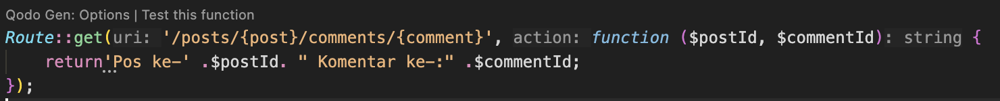 Qodo Gen: Options | Test this function
Route::get(uri: '/posts/{post}/comments/{comment}', action: function ($postId, $commentId): string {
return'Pos ke-' .$postId. " Komentar ke-:" .$commentId;
});